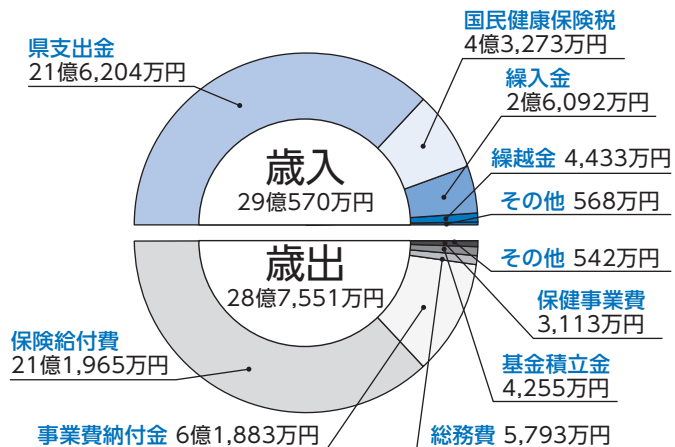 県支出金
21億6,204万円
国民健康保険税
4億3,273万円
繰入金
2億6,092万円
繰越金 4,433万円
その他 568万円
歳入
29億570万円
歳出
28億7,551万円
その他 542万円
保健事業費
3,113万円
基金積立金
4,255万円
総務費 5,793万円
事業費納付金 6億1,883万円
保険給付費
21億1,965万円